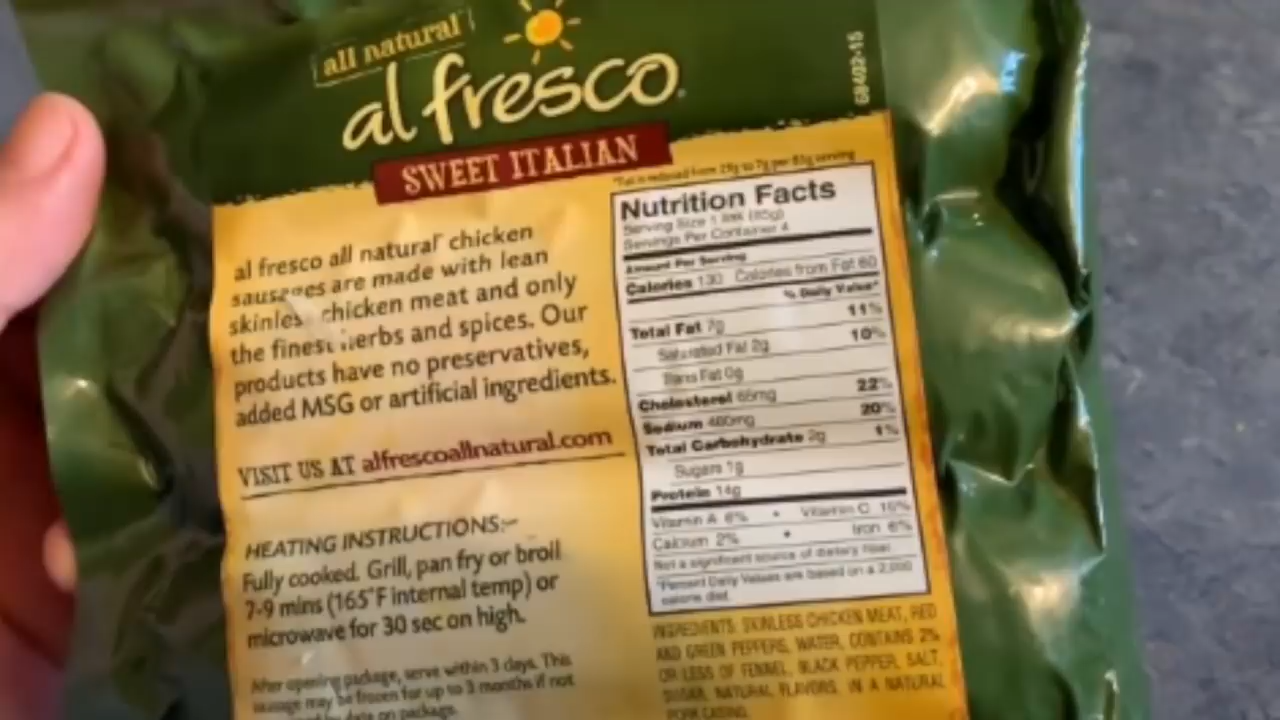 all natural
al fresco
SWEET ITALIAN
68402-15
al fresco all natural chicken
sausages are made with lean
skinless chicken meat and only
the finest herbs and spices. Our
products have no preservatives,
added MSG or artificial ingredients.
VISIT US AT alfrescoallnatural.com
HEATING INSTRUCTIONS:
Fully cooked. Grill, pan fry or broil
7-9 mins (165°F internal temp) or
microwave for 30 sec on high.
After opening package, serve within 3 days. This
sausage may be frozen for up to 3 months if not
date on package.
per 85g serving
Nutrition Facts
Serving Size 1 link (85g)
Servings Per Container 4
Amount Per Serving
Calories 130 Calories from Fat 60
% Daily Value*
Total Fat 7g 11%
Saturated Fat 2g 10%
Trans Fat 0g
Cholesterol 65mg 22%
Sodium 480mg 20%
Total Carbohydrate 2g 1%
Sugars 1g
Protein 14g
Vitamin A 6% • Vitamin C 10%
Calcium 2% • Iron 6%
Not a significant source of dietary fiber
*Percent Daily Values are based on a 2,000
calorie diet.
INGREDIENTS: SKINLESS CHICKEN MEAT, RED
AND GREEN PEPPERS, WATER, CONTAINS 2%
OR LESS OF FENNEL, BLACK PEPPER, SALT,
SUGAR, NATURAL FLAVORS, IN A NATURAL
PORK CASING.